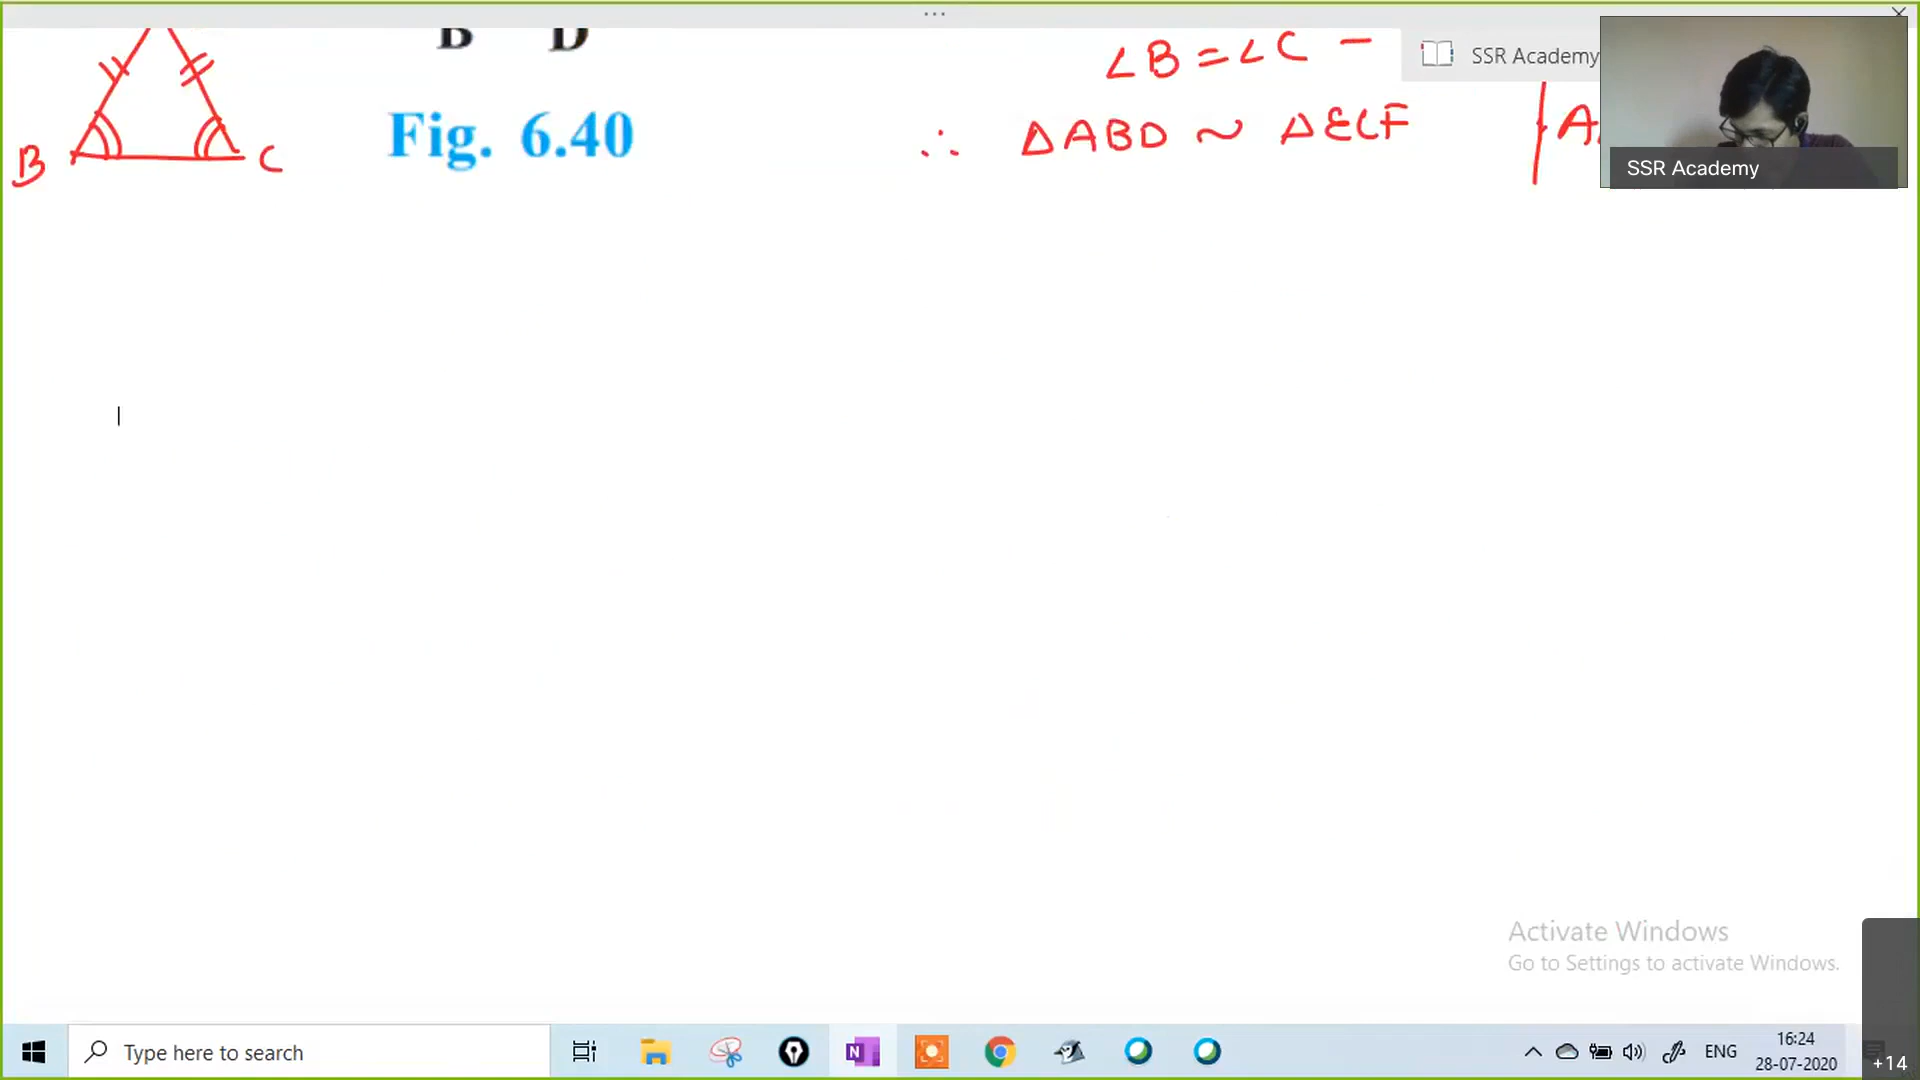 B D
∠B = ∠C –
SSR Academy
B C
Fig. 6.40
∴ ΔABD ~ ΔECF
A
SSR Academy
Activate Windows
Go to Settings to activate Windows.
Type here to search
ENG
16:24
28-07-2020
+14